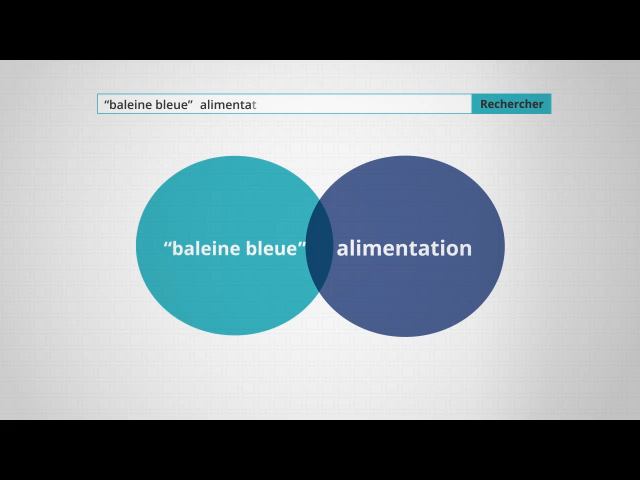 “baleine bleue” alimentat
Rechercher
“baleine bleue”
alimentation